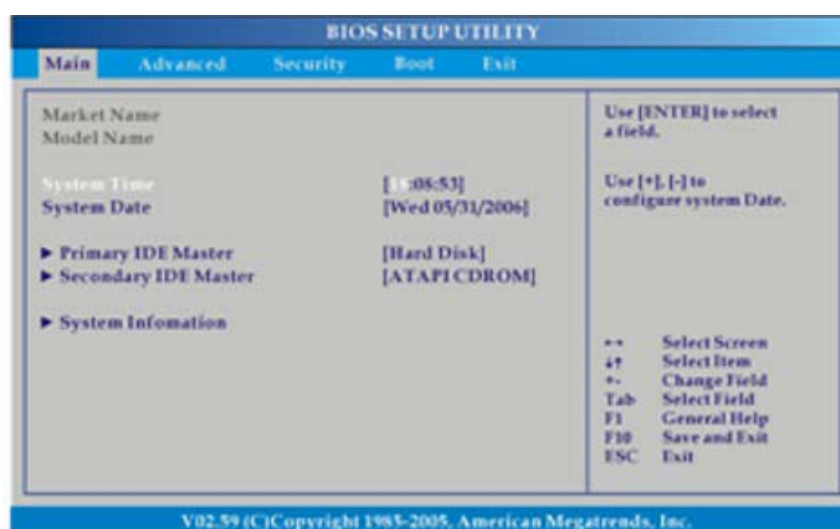 BIOS SETUP UTILITY
Main Advanced Security Boot Exit
Market Name
Model Name
System Time [ :08:53]
System Date [Wed 05/31/2006]
▶ Primary IDE Master [Hard Disk]
▶ Secondary IDE Master [ATAPI CDROM]
▶ System Infomation
Use [ENTER] to select
a field.
Use [+], [-] to
configure system Date.
←→ Select Screen
↓↑ Select Item
+- Change Field
Tab Select Field
F1 General Help
F10 Save and Exit
ESC Exit
V02.59 (C)Copyright 1985-2005, American Megatrends, Inc.